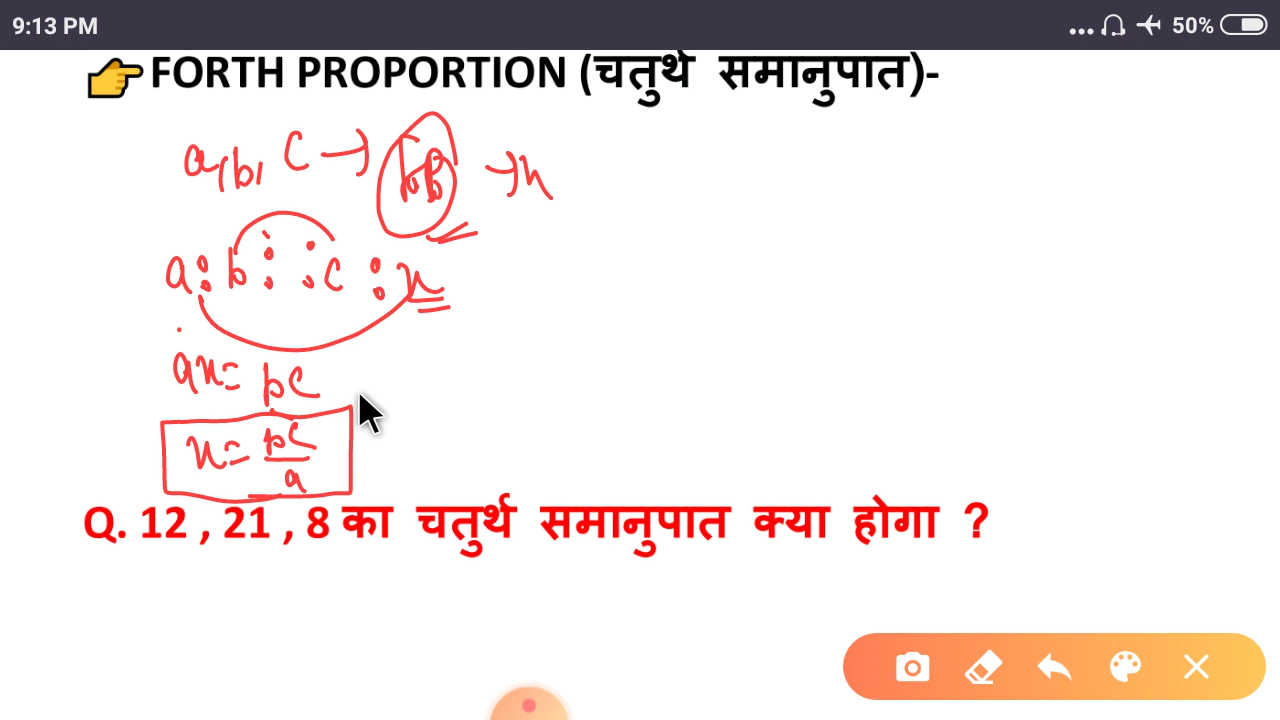 9:13 PM 50%
FORTH PROPORTION (चतुर्थ समानुपात)-
a, b, c → → x
a : b :: c : x
ax = bc
x = bc/a
Q. 12 , 21 , 8 का चतुर्थ समानुपात क्या होगा ?